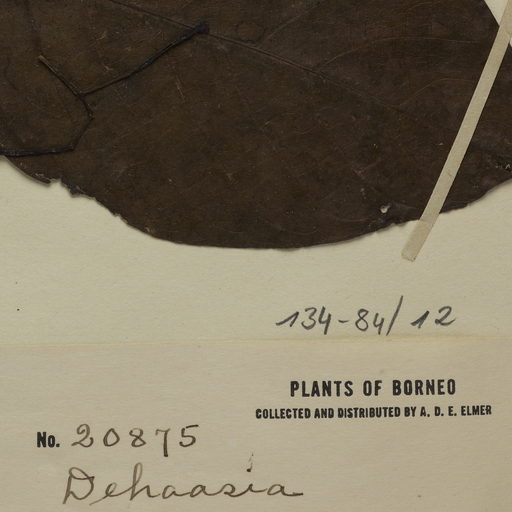 134-84/12
PLANTS OF BORNEO
COLLECTED AND DISTRIBUTED BY A. D. E. ELMER
No. 20875
Dehaasia